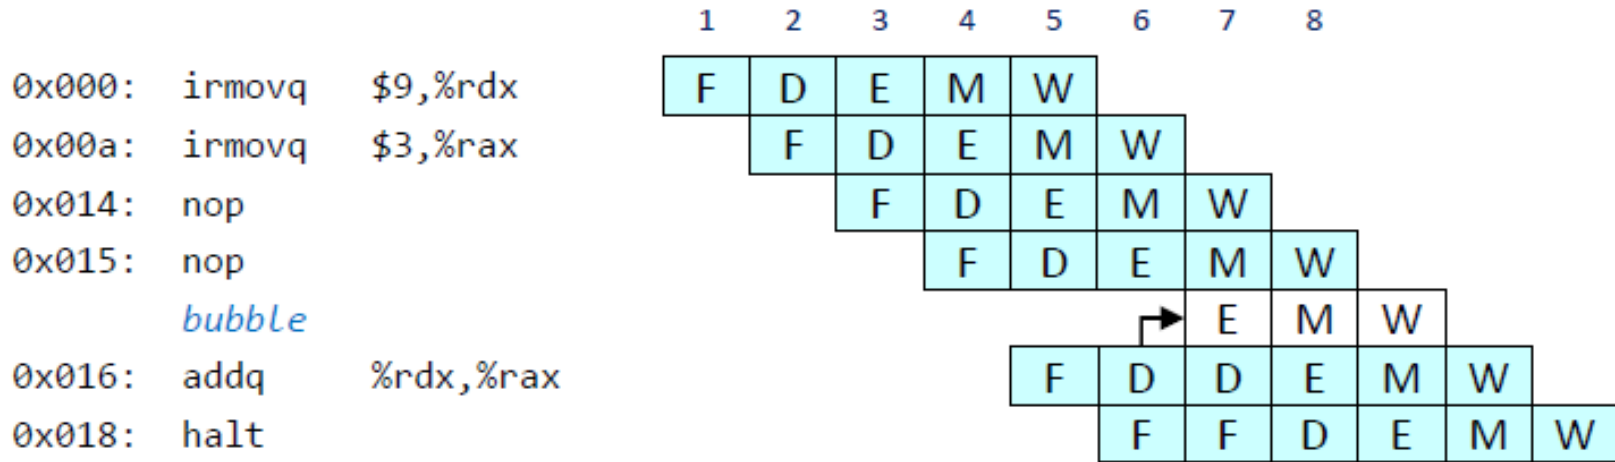 1 2 3 4 5 6 7 8
0x000: irmovq $9,%rdx F D E M W
0x00a: irmovq $3,%rax F D E M W
0x014: nop F D E M W
0x015: nop F D E M W
bubble E M W
0x016: addq %rdx,%rax F D D E M W
0x018: halt F F D E M W